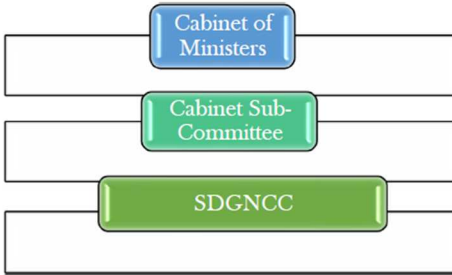 Cabinet of
Ministers
Cabinet Sub-
Committee
SDGNCC